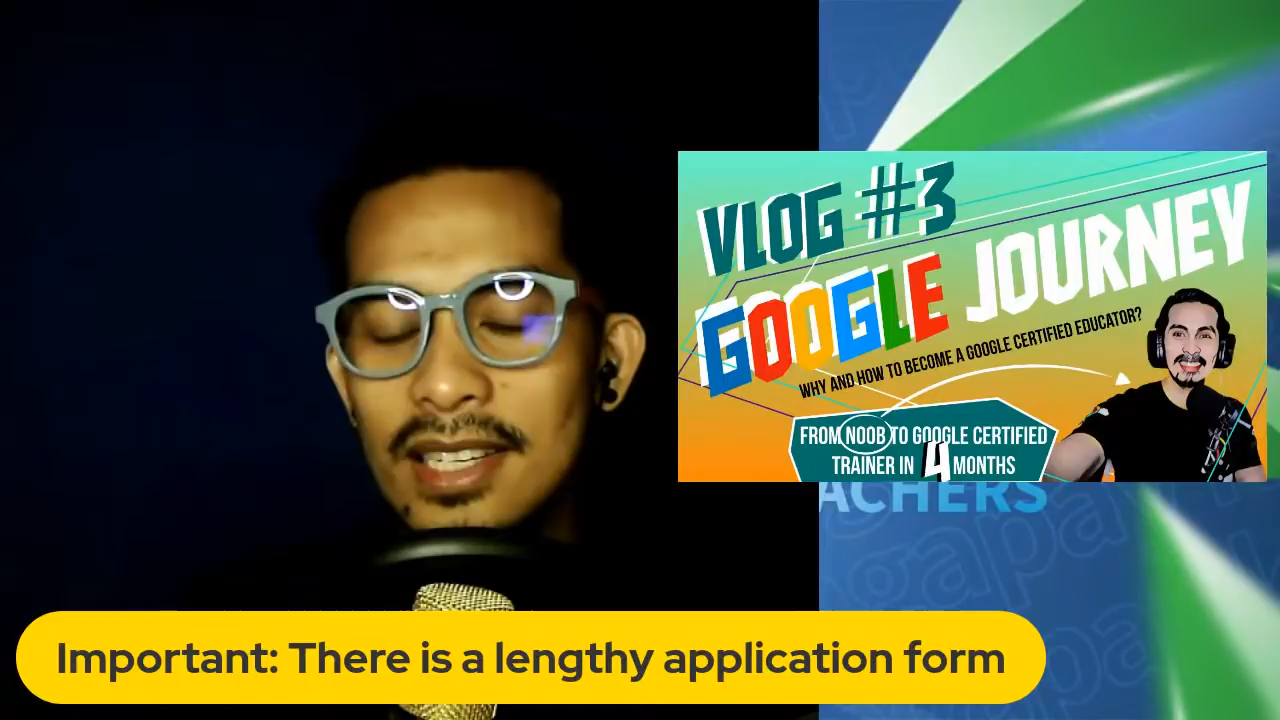 VLOG #3
GOOGLE JOURNEY
WHY AND HOW TO BECOME A GOOGLE CERTIFIED EDUCATOR?
FROM NOOB TO GOOGLE CERTIFIED
TRAINER IN 4 MONTHS
ACHERS
Important: There is a lengthy application form